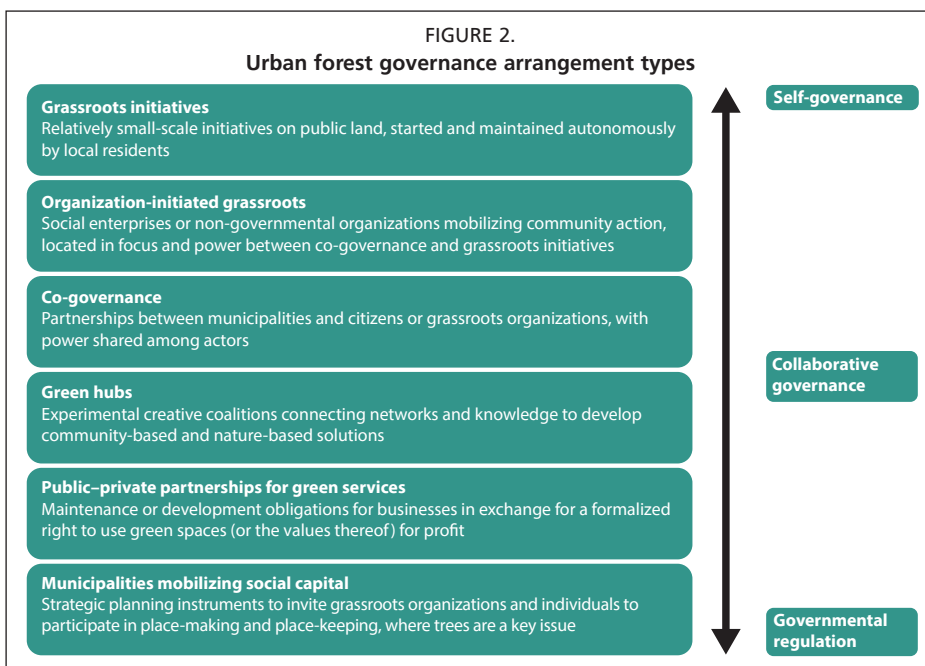 FIGURE 2.
Urban forest governance arrangement types
Grassroots initiatives
Relatively small-scale initiatives on public land, started and maintained autonomously
by local residents
Organization-initiated grassroots
Social enterprises or non-governmental organizations mobilizing community action,
located in focus and power between co-governance and grassroots initiatives
Co-governance
Partnerships between municipalities and citizens or grassroots organizations, with
power shared among actors
Green hubs
Experimental creative coalitions connecting networks and knowledge to develop
community-based and nature-based solutions
Public–private partnerships for green services
Maintenance or development obligations for businesses in exchange for a formalized
right to use green spaces (or the values thereof) for profit
Municipalities mobilizing social capital
Strategic planning instruments to invite grassroots organizations and individuals to
participate in place-making and place-keeping, where trees are a key issue
Self-governance
Collaborative
governance
Governmental
regulation